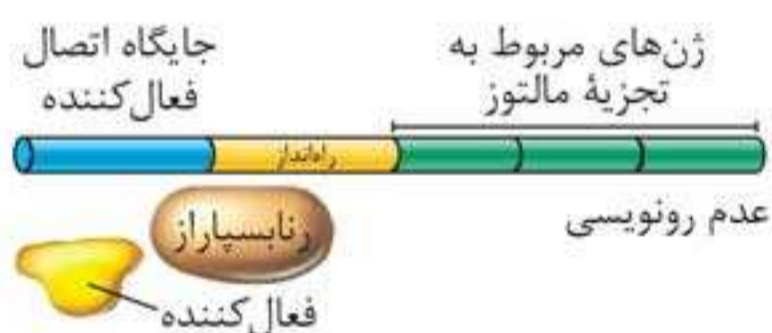 جایگاه اتصال
فعال‌کننده
ژن‌های مربوط به
تجزیهٔ مالتوز
راه‌انداز
عدم رونویسی
رنابسپاراز
فعال‌کننده